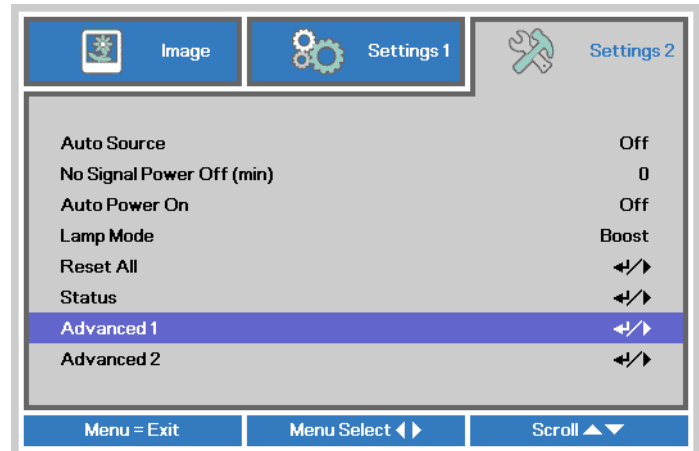 Image Settings 1 Settings 2
Auto Source Off
No Signal Power Off (min) 0
Auto Power On Off
Lamp Mode Boost
Reset All ↵/▶
Status ↵/▶
Advanced 1 ↵/▶
Advanced 2 ↵/▶
Menu = Exit Menu Select ◀▶ Scroll ▲▼